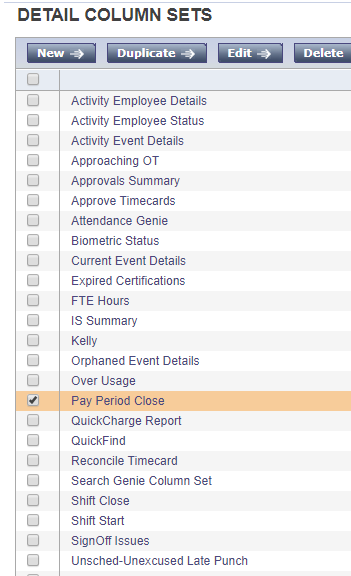 DETAIL COLUMN SETS
New Duplicate Edit Delete
Activity Employee Details
Activity Employee Status
Activity Event Details
Approaching OT
Approvals Summary
Approve Timecards
Attendance Genie
Biometric Status
Current Event Details
Expired Certifications
FTE Hours
IS Summary
Kelly
Orphaned Event Details
Over Usage
Pay Period Close
QuickCharge Report
QuickFind
Reconcile Timecard
Search Genie Column Set
Shift Close
Shift Start
SignOff Issues
Unsched-Unexcused Late Punch